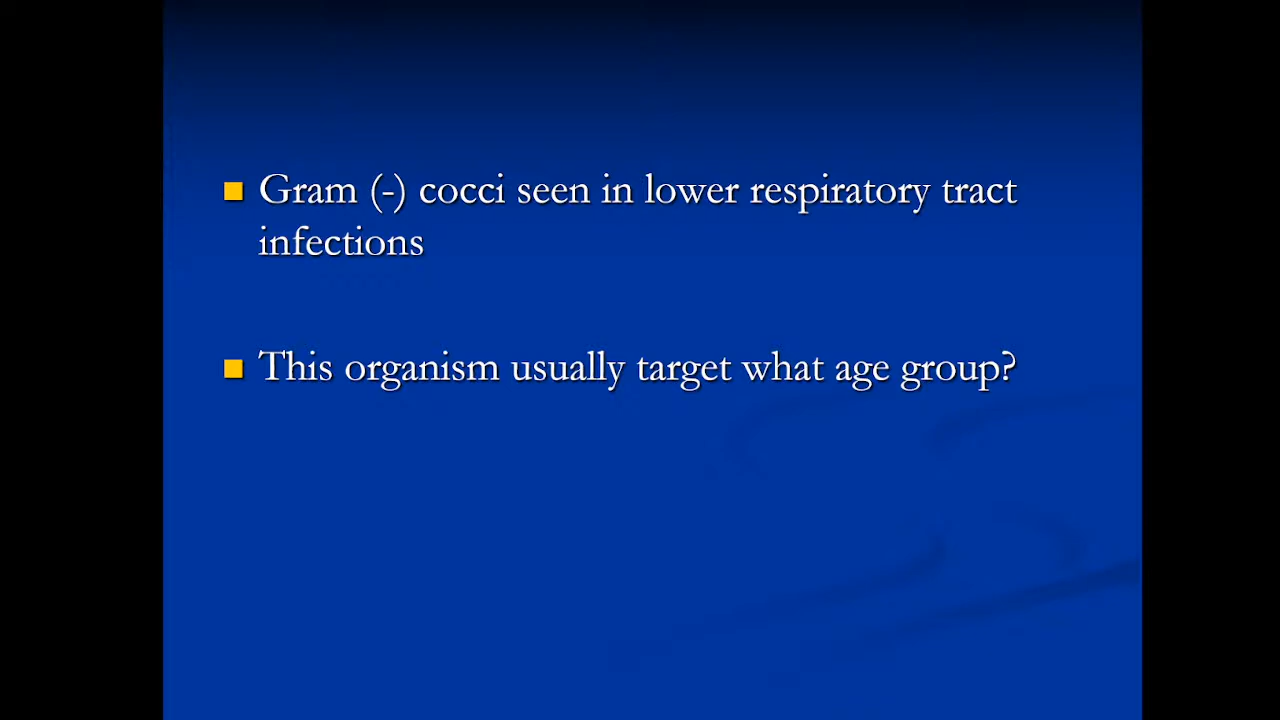 Gram (-) cocci seen in lower respiratory tract
infections
This organism usually target what age group?